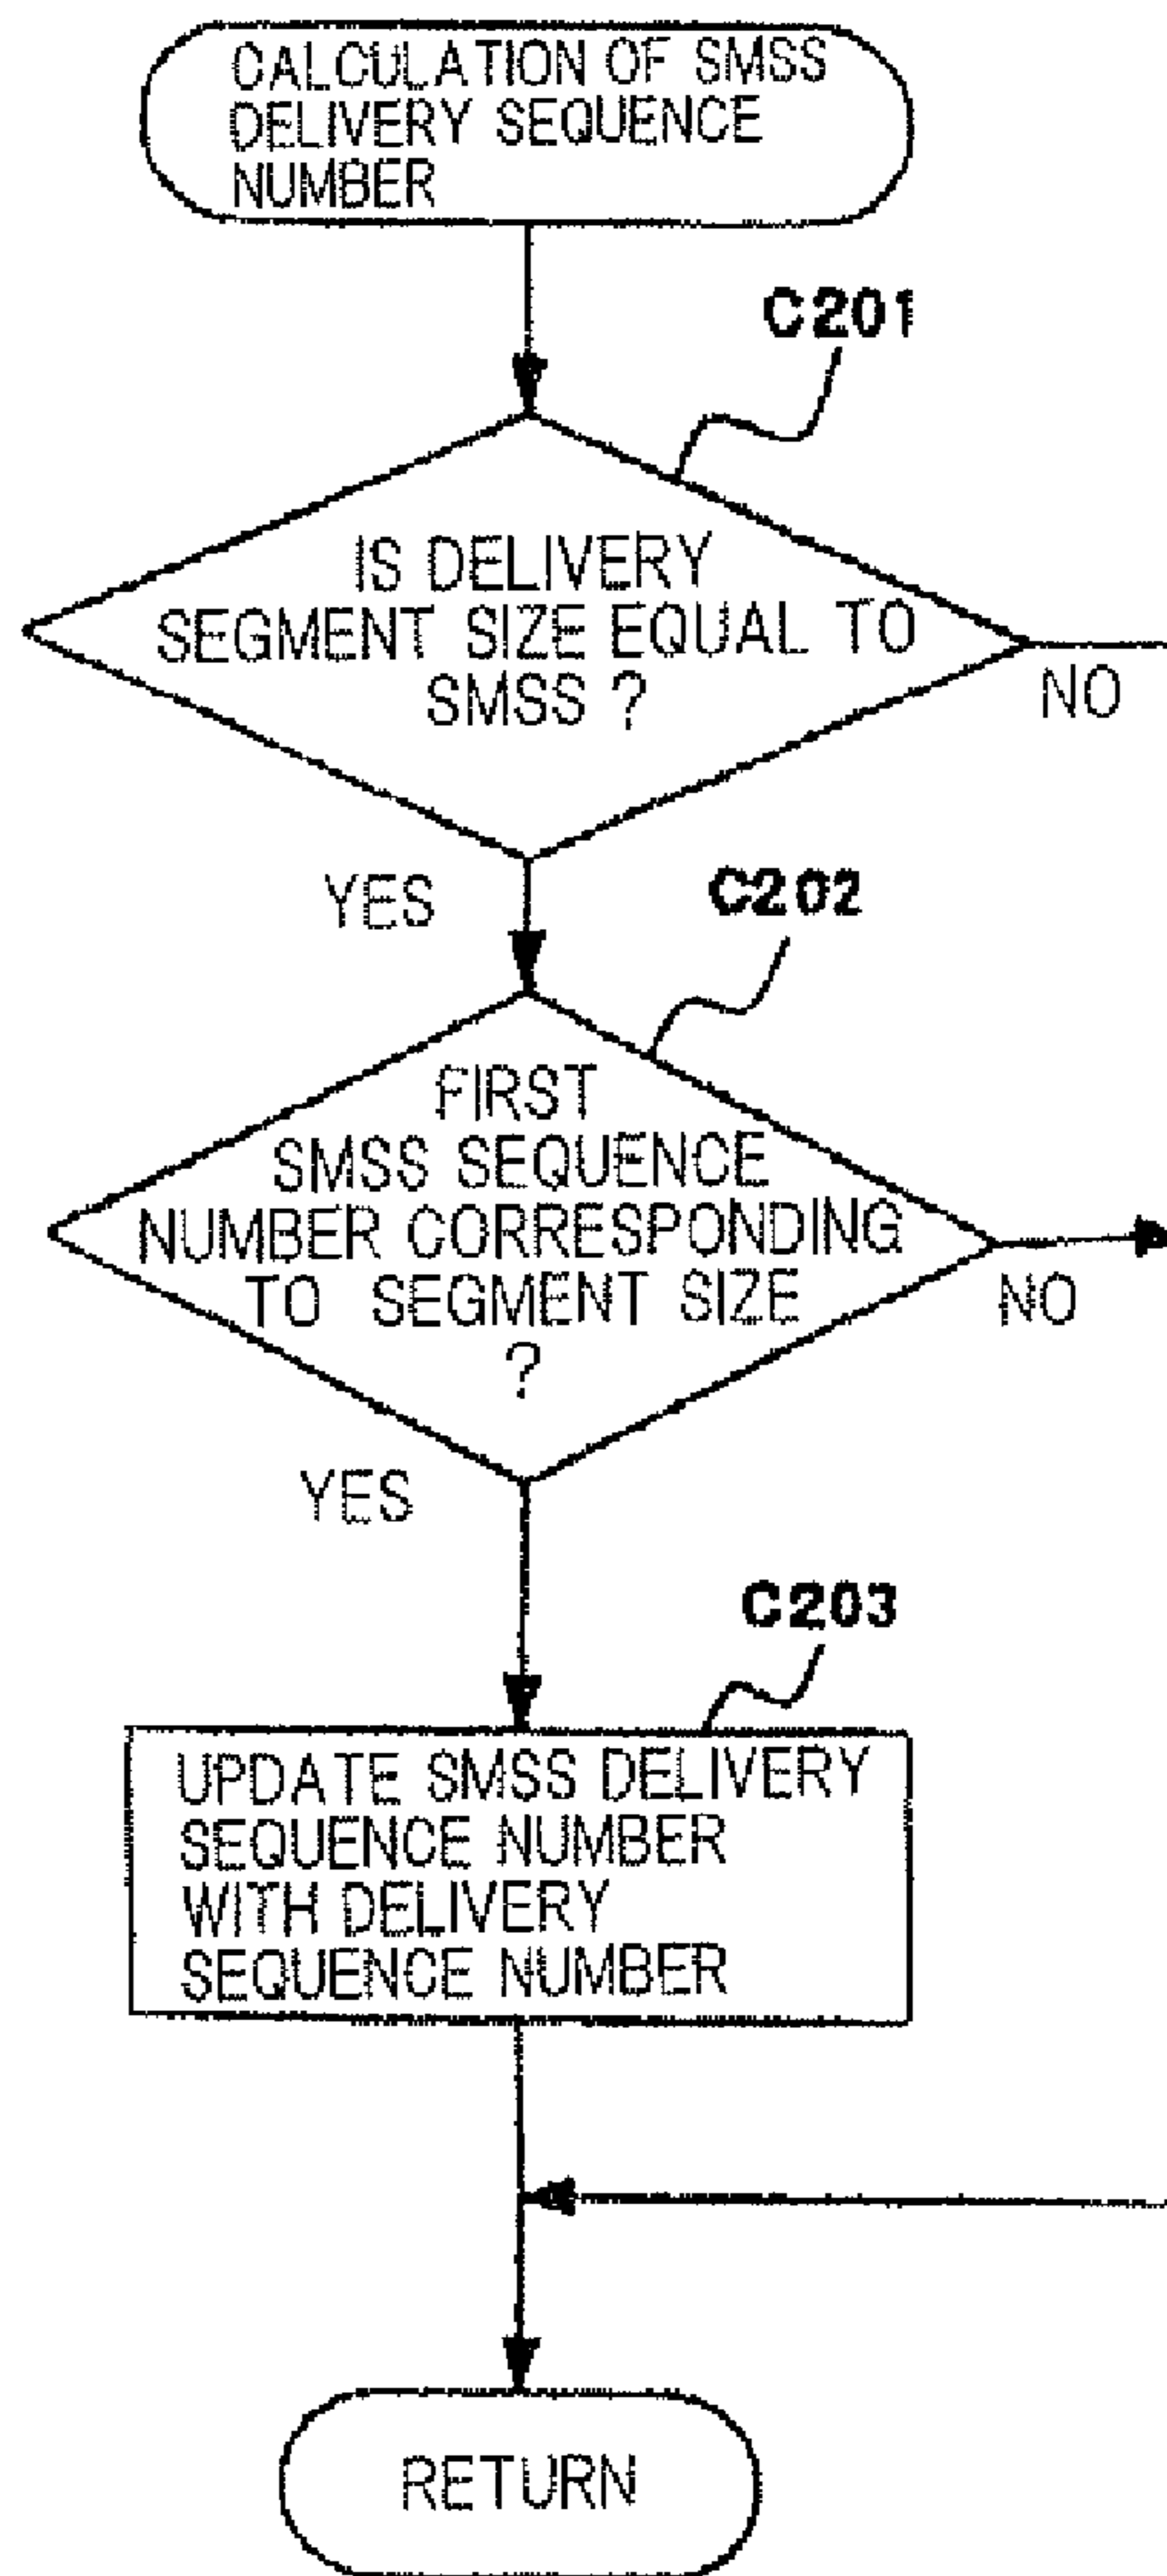 CALCULATION OF SMSS
DELIVERY SEQUENCE
NUMBER
C201
IS DELIVERY
SEGMENT SIZE EQUAL TO
SMSS ?
NO
YES
C202
FIRST
SMSS SEQUENCE
NUMBER CORRESPONDING
TO SEGMENT SIZE
?
NO
YES
C203
UPDATE SMSS DELIVERY
SEQUENCE NUMBER
WITH DELIVERY
SEQUENCE NUMBER
RETURN